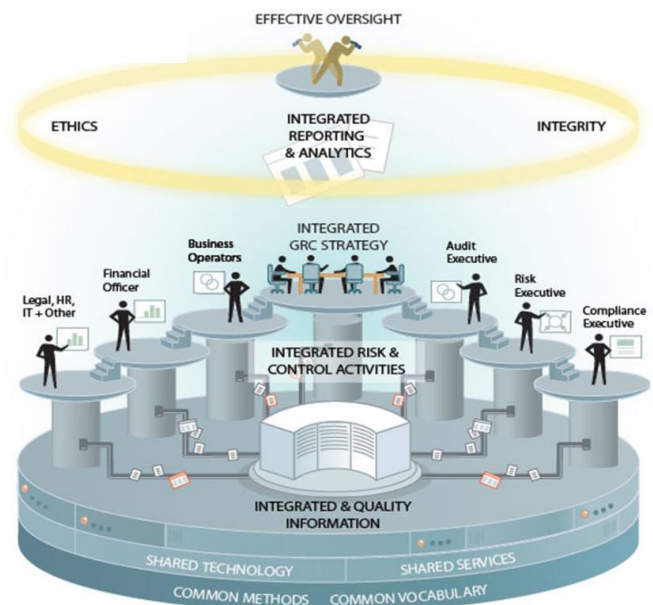 EFFECTIVE OVERSIGHT
ETHICS
INTEGRATED
REPORTING
& ANALYTICS
INTEGRITY
INTEGRATED
GRC STRATEGY
Business
Operators
Audit
Executive
Financial
Officer
Risk
Executive
Legal, HR,
IT + Other
Compliance
Executive
INTEGRATED RISK &
CONTROL ACTIVITIES
INTEGRATED & QUALITY
INFORMATION
SHARED TECHNOLOGY
SHARED SERVICES
COMMON METHODS
COMMON VOCABULARY